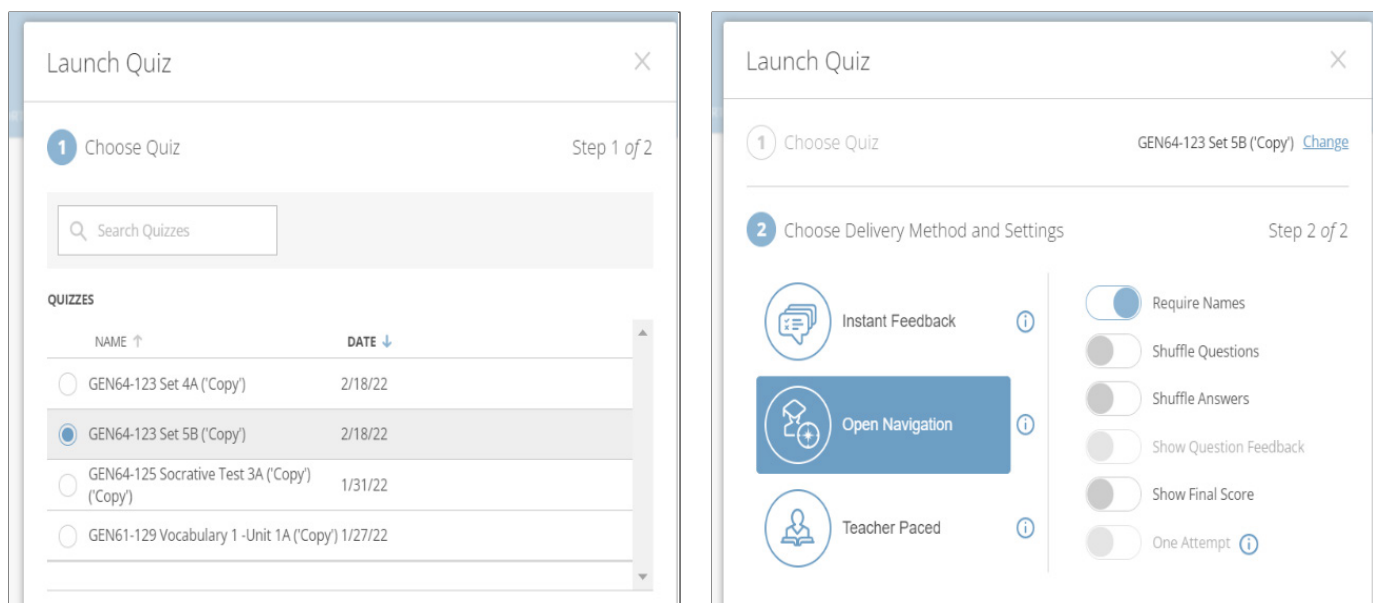 Launch Quiz
1 Choose Quiz Step 1 of 2
Search Quizzes
QUIZZES
NAME ↑ DATE ↓
GEN64-123 Set 4A ('Copy') 2/18/22
GEN64-123 Set 5B ('Copy') 2/18/22
GEN64-125 Socrative Test 3A ('Copy')
('Copy') 1/31/22
GEN61-129 Vocabulary 1 -Unit 1A ('Copy') 1/27/22
Launch Quiz
1 Choose Quiz GEN64-123 Set 5B ('Copy') Change
2 Choose Delivery Method and Settings Step 2 of 2
Instant Feedback
Open Navigation
Teacher Paced
Require Names
Shuffle Questions
Shuffle Answers
Show Question Feedback
Show Final Score
One Attempt